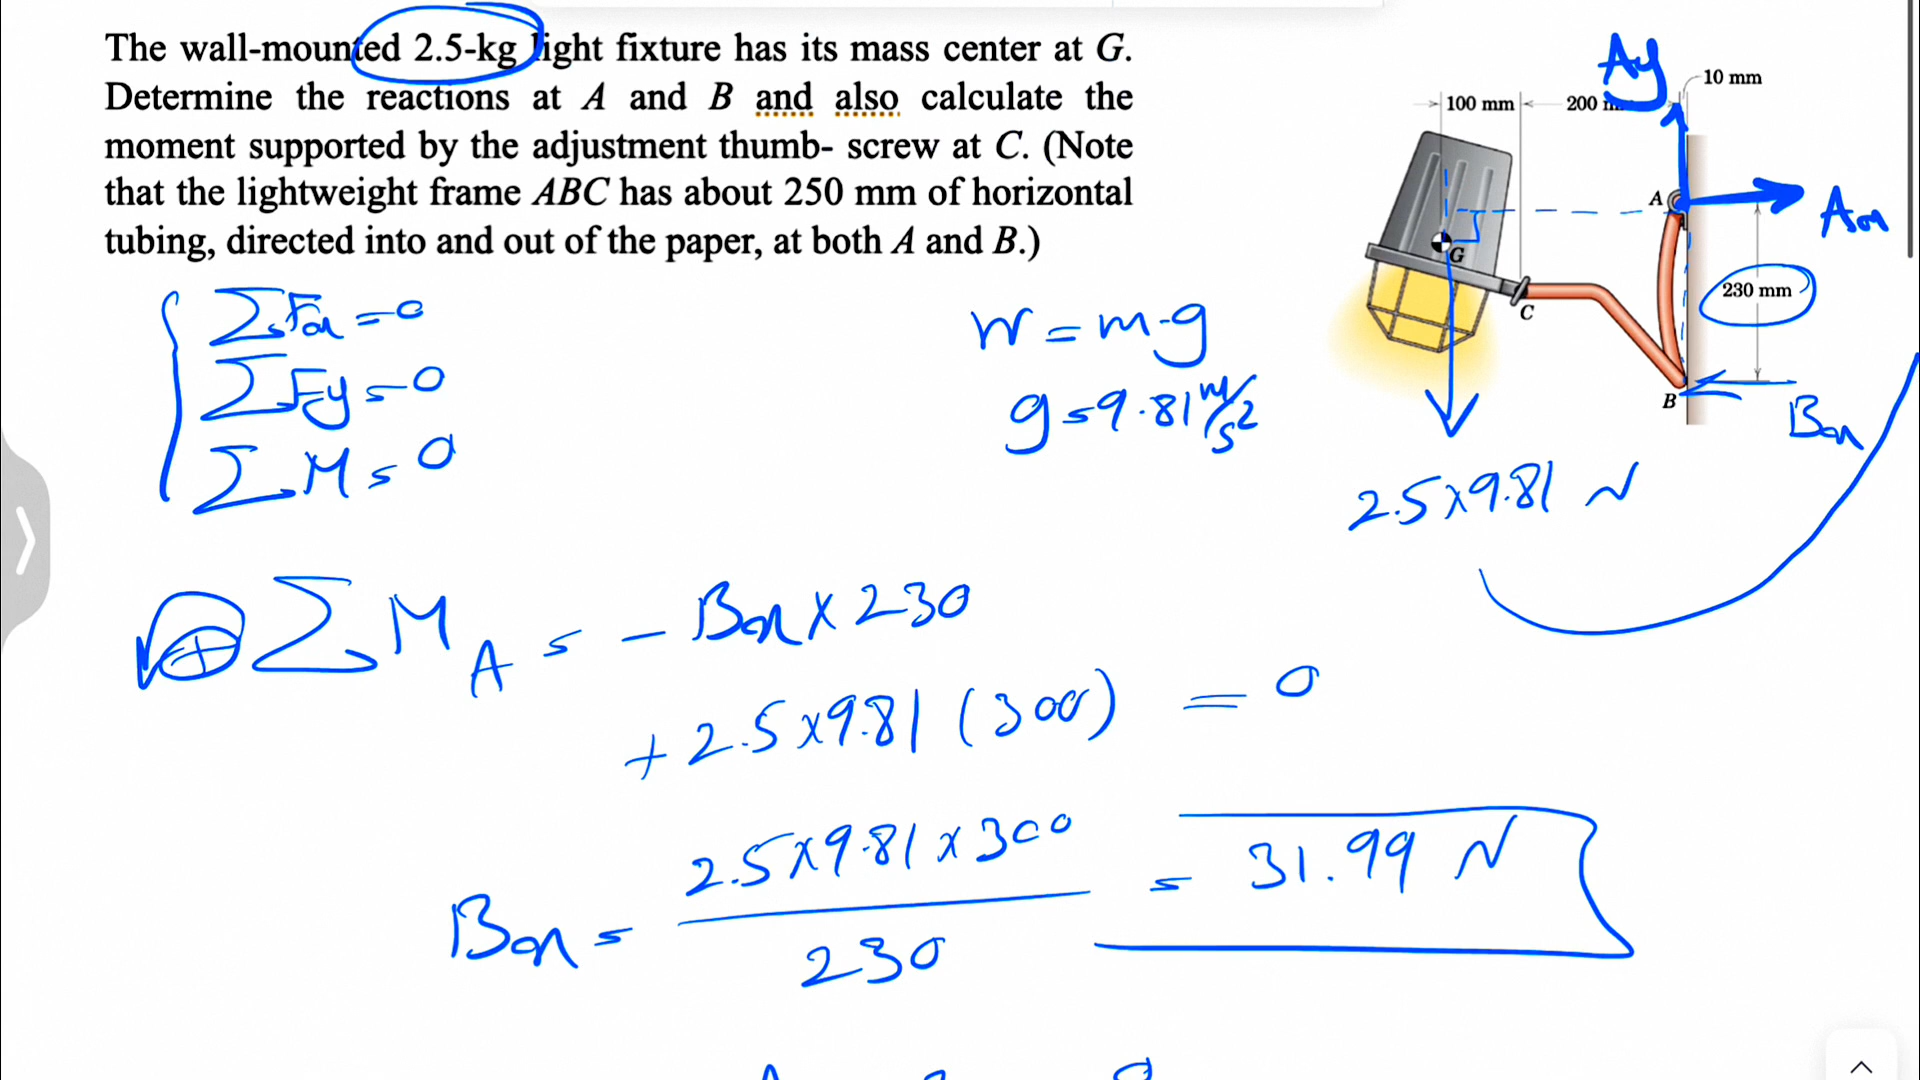 The wall-mounted 2.5-kg light fixture has its mass center at G.
Determine the reactions at A and B and also calculate the
moment supported by the adjustment thumb- screw at C. (Note
that the lightweight frame ABC has about 250 mm of horizontal
tubing, directed into and out of the paper, at both A and B.)
Ay
10 mm
100 mm
200
A
Ax
G
230 mm
C
B
Bx
2.5×9.81 N
ΣFx=0
ΣFy=0
ΣM=0
W=m·g
g=9.81 m/s2
+ ΣMA = - Bx×230
+2.5×9.81(300) = 0
Bx = 2.5×9.81×300 / 230 = 31.99 N